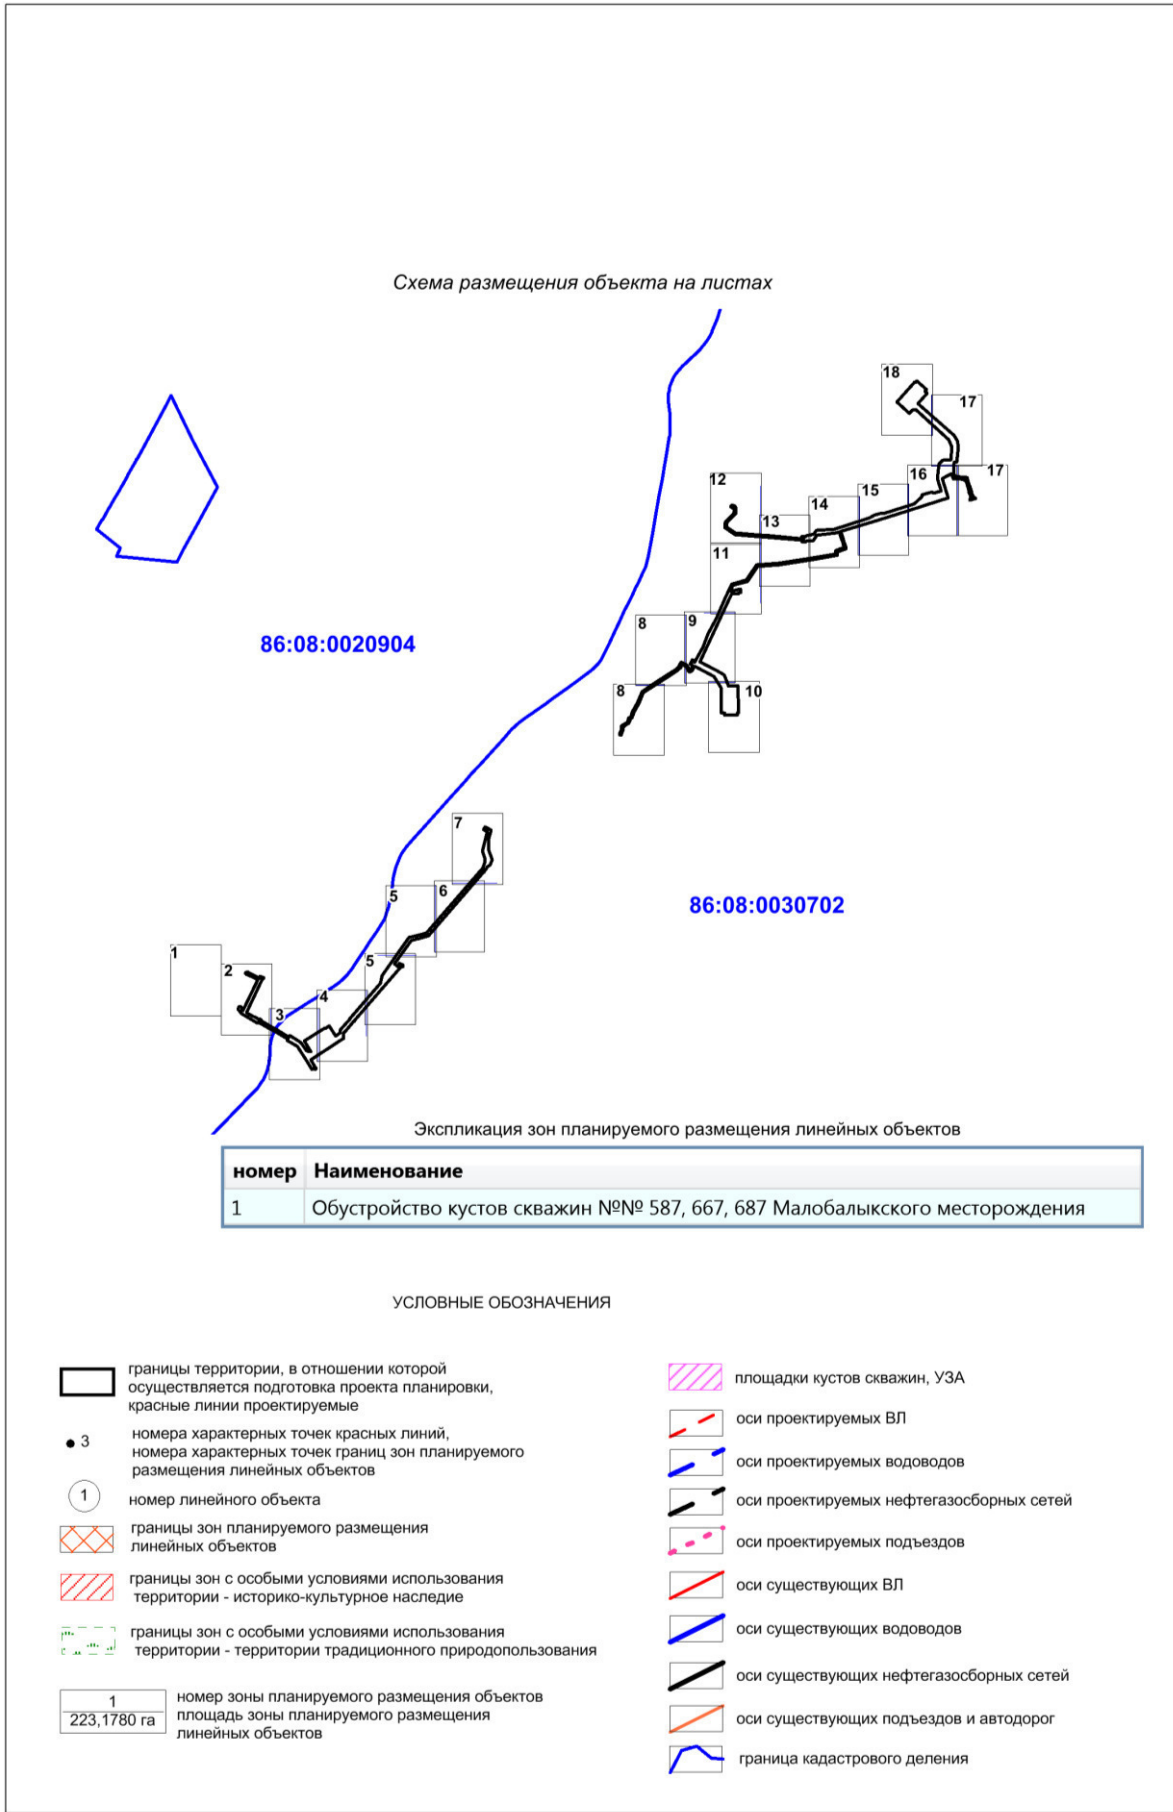 Схема размещения объекта на листах
18
17
12
16
17
15
14
13
11
86:08:0020904
8
9
8
10
7
86:08:0030702
6
5
1
2
5
4
3
Экспликация зон планируемого размещения линейных объектов
номер Наименование
1 Обустройство кустов скважин №№ 587, 667, 687 Малобалыкского месторождения
УСЛОВНЫЕ ОБОЗНАЧЕНИЯ
границы территории, в отношении которой
осуществляется подготовка проекта планировки,
красные линии проектируемые
3
номера характерных точек красных линий,
номера характерных точек границ зон планируемого
размещения линейных объектов
1
номер линейного объекта
границы зон планируемого размещения
линейных объектов
границы зон с особыми условиями использования
территории - историко-культурное наследие
границы зон с особыми условиями использования
территории - территории традиционного природопользования
1
223,1780 га
номер зоны планируемого размещения объектов
площадь зоны планируемого размещения
линейных объектов
площадки кустов скважин, УЗА
оси проектируемых ВЛ
оси проектируемых водоводов
оси проектируемых нефтегазосборных сетей
оси проектируемых подъездов
оси существующих ВЛ
оси существующих водоводов
оси существующих нефтегазосборных сетей
оси существующих подъездов и автодорог
граница кадастрового деления